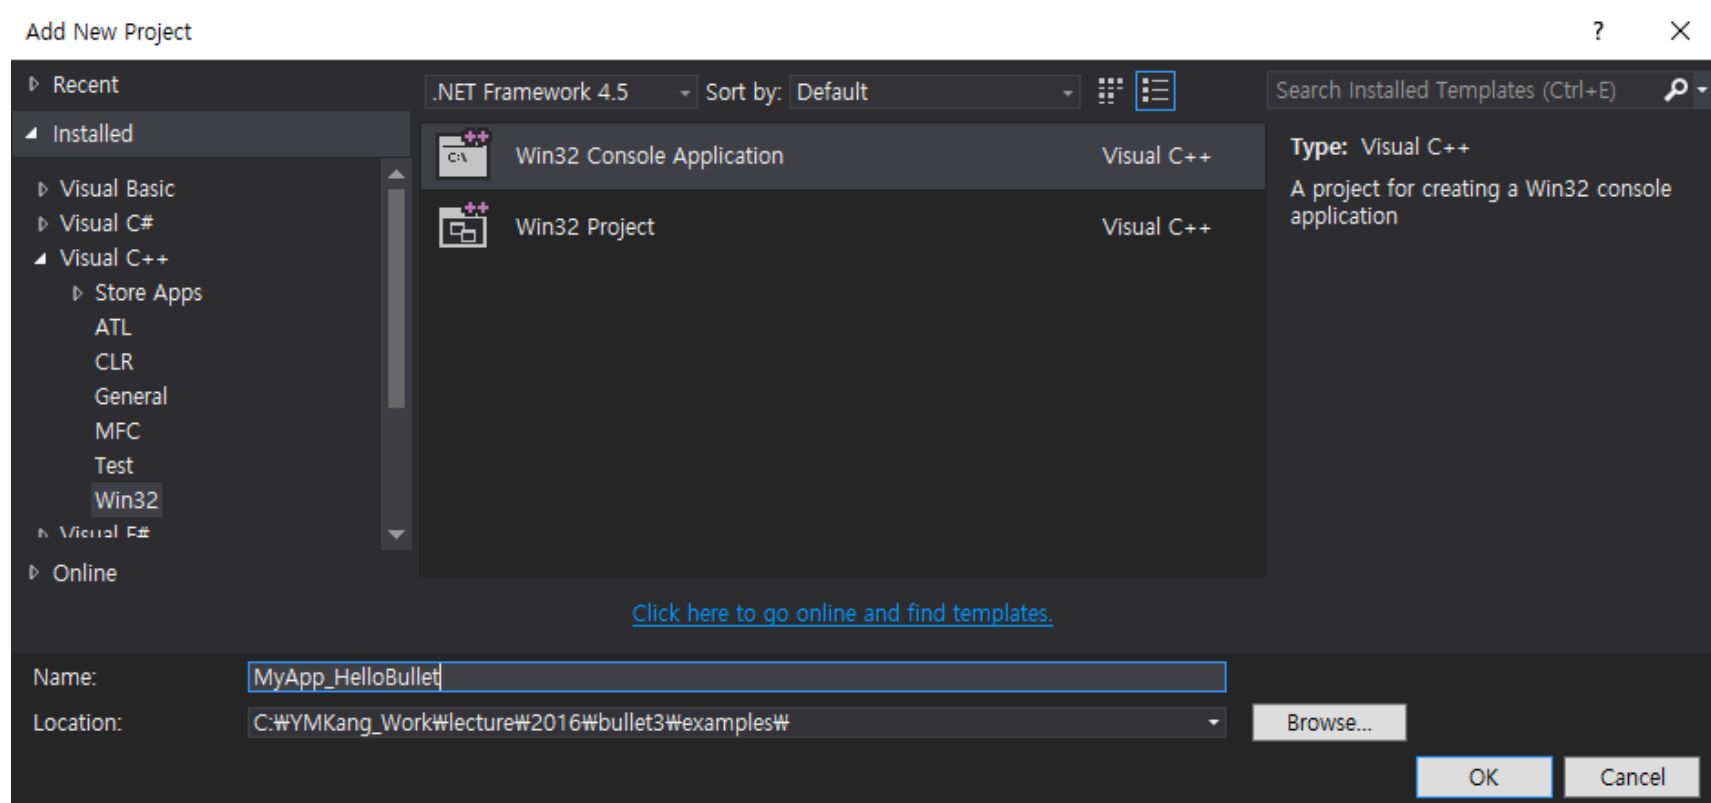 Add New Project
?
Recent
.NET Framework 4.5
Sort by: Default
Search Installed Templates (Ctrl+E)
Installed
Visual Basic
Visual C#
Visual C++
Store Apps
ATL
CLR
General
MFC
Test
Win32
Visual F#
Online
C:\
Win32 Console Application
Visual C++
Win32 Project
Visual C++
Type: Visual C++
A project for creating a Win32 console
application
Click here to go online and find templates.
Name: MyApp_HelloBullet
Location: C:₩YMKang_Work₩lecture₩2016₩bullet3₩examples₩
Browse...
OK
Cancel